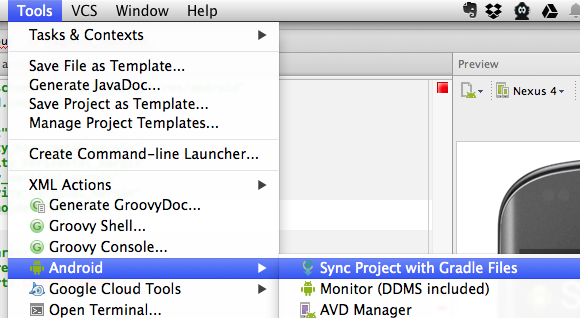 Tools VCS Window Help
Tasks & Contexts
Save File as Template...
Generate JavaDoc...
Save Project as Template...
Manage Project Templates...
Create Command-line Launcher...
XML Actions
Generate GroovyDoc...
Groovy Shell...
Groovy Console...
Android
Google Cloud Tools
Open Terminal...
Sync Project with Gradle Files
Monitor (DDMS included)
AVD Manager
Preview
Nexus 4